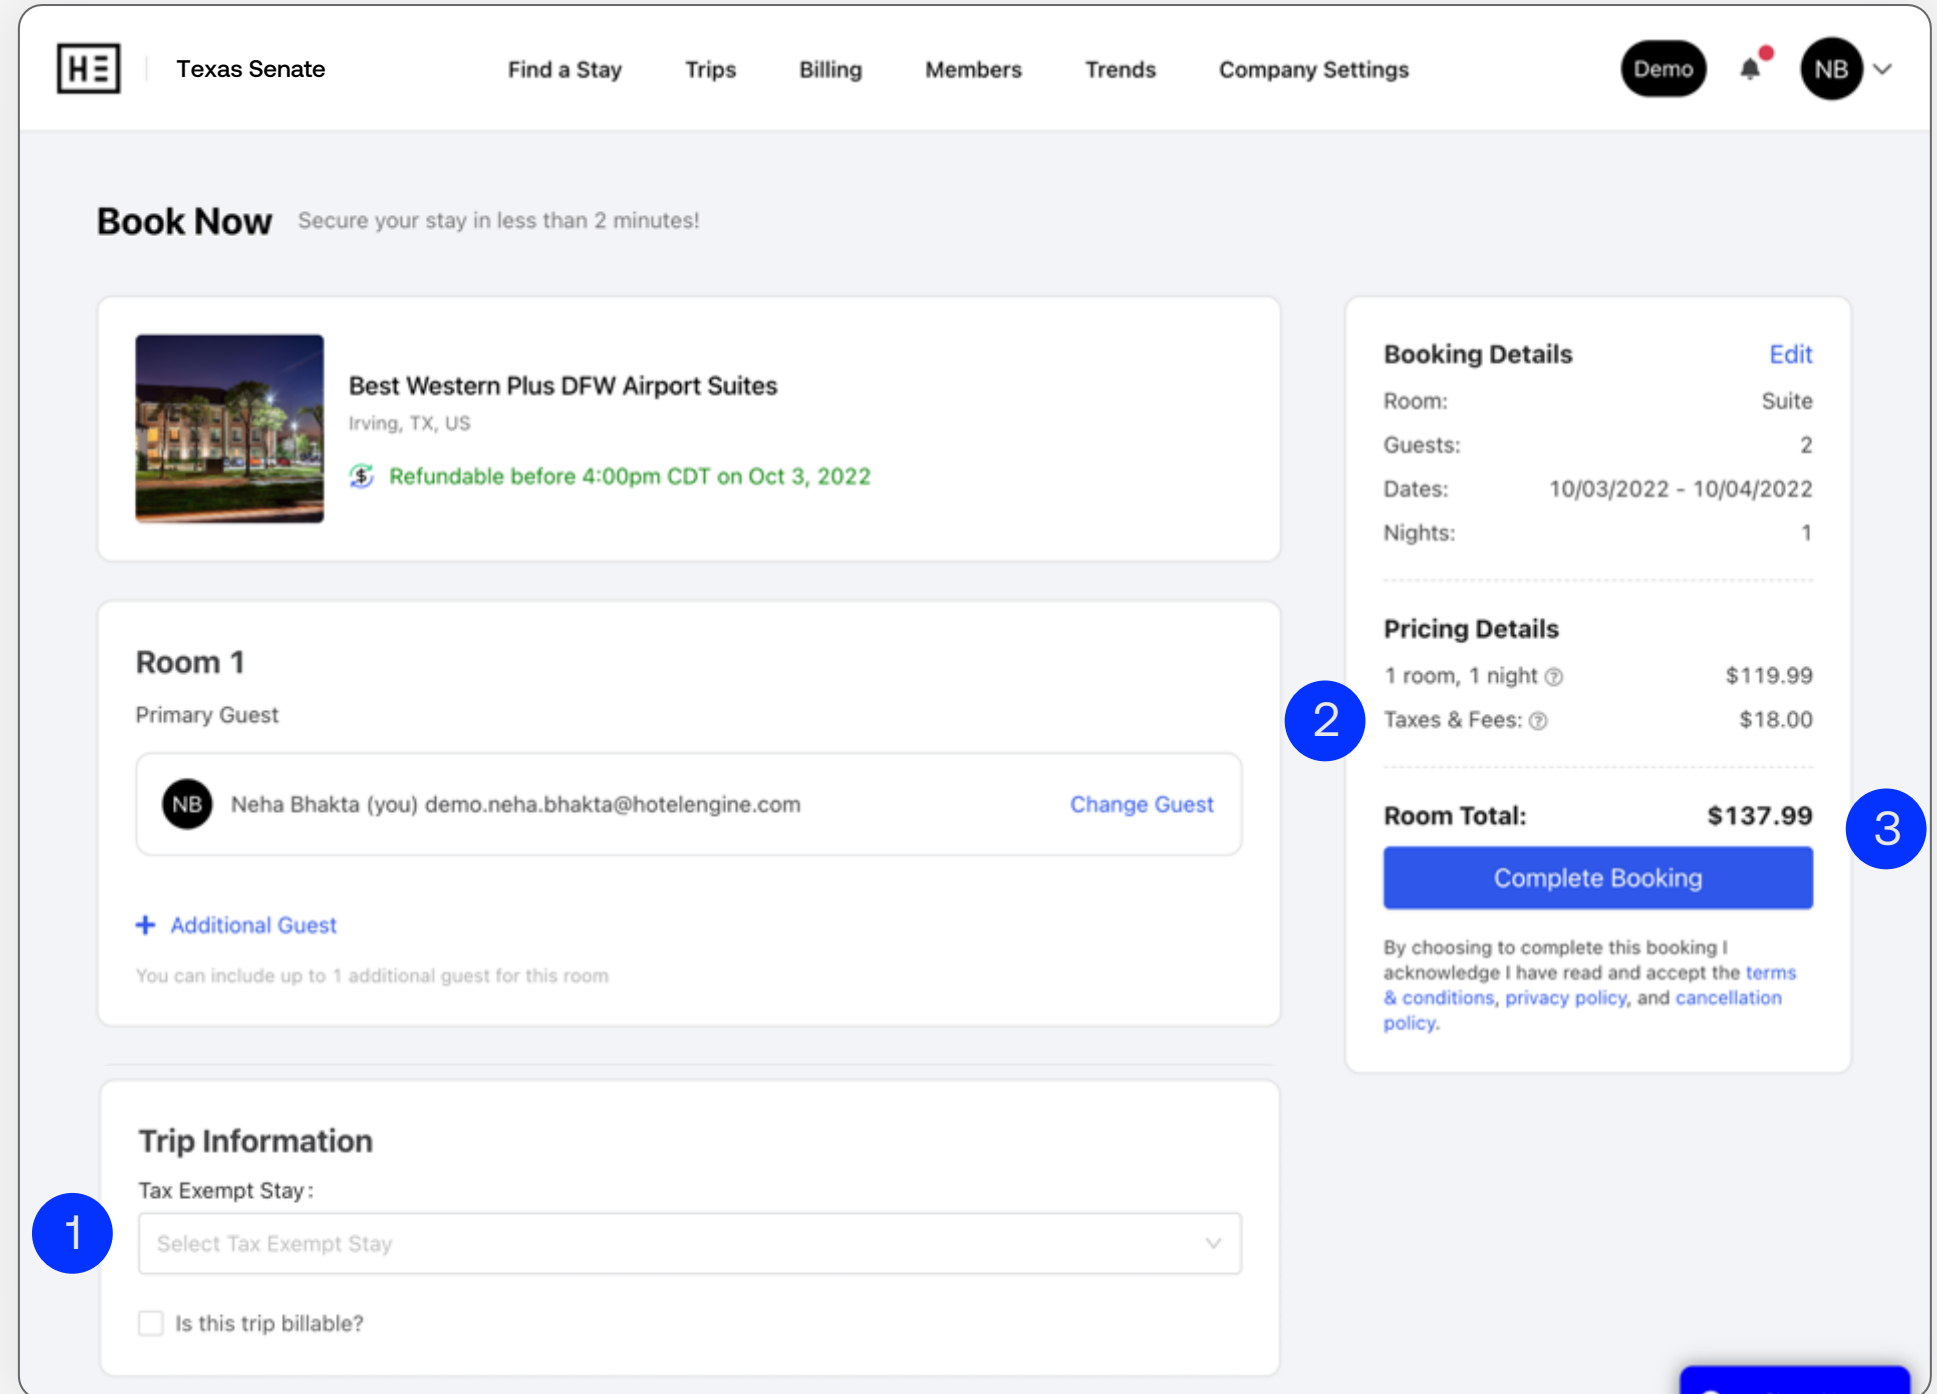 HE
Texas Senate
Find a Stay
Trips
Billing
Members
Trends
Company Settings
Demo
NB
Book Now
Secure your stay in less than 2 minutes!
Best Western Plus DFW Airport Suites
Irving, TX, US
$ Refundable before 4:00pm CDT on Oct 3, 2022
Room 1
Primary Guest
NB Neha Bhakta (you) demo.neha.bhakta@hotelengine.com Change Guest
+ Additional Guest
You can include up to 1 additional guest for this room
1
Trip Information
Tax Exempt Stay:
Select Tax Exempt Stay
Is this trip billable?
Booking Details Edit
Room: Suite
Guests: 2
Dates: 10/03/2022 - 10/04/2022
Nights: 1
2
Pricing Details
1 room, 1 night ? $119.99
Taxes & Fees: ? $18.00
3
Room Total: $137.99
Complete Booking
By choosing to complete this booking I
acknowledge I have read and accept the terms
& conditions, privacy policy, and cancellation
policy.